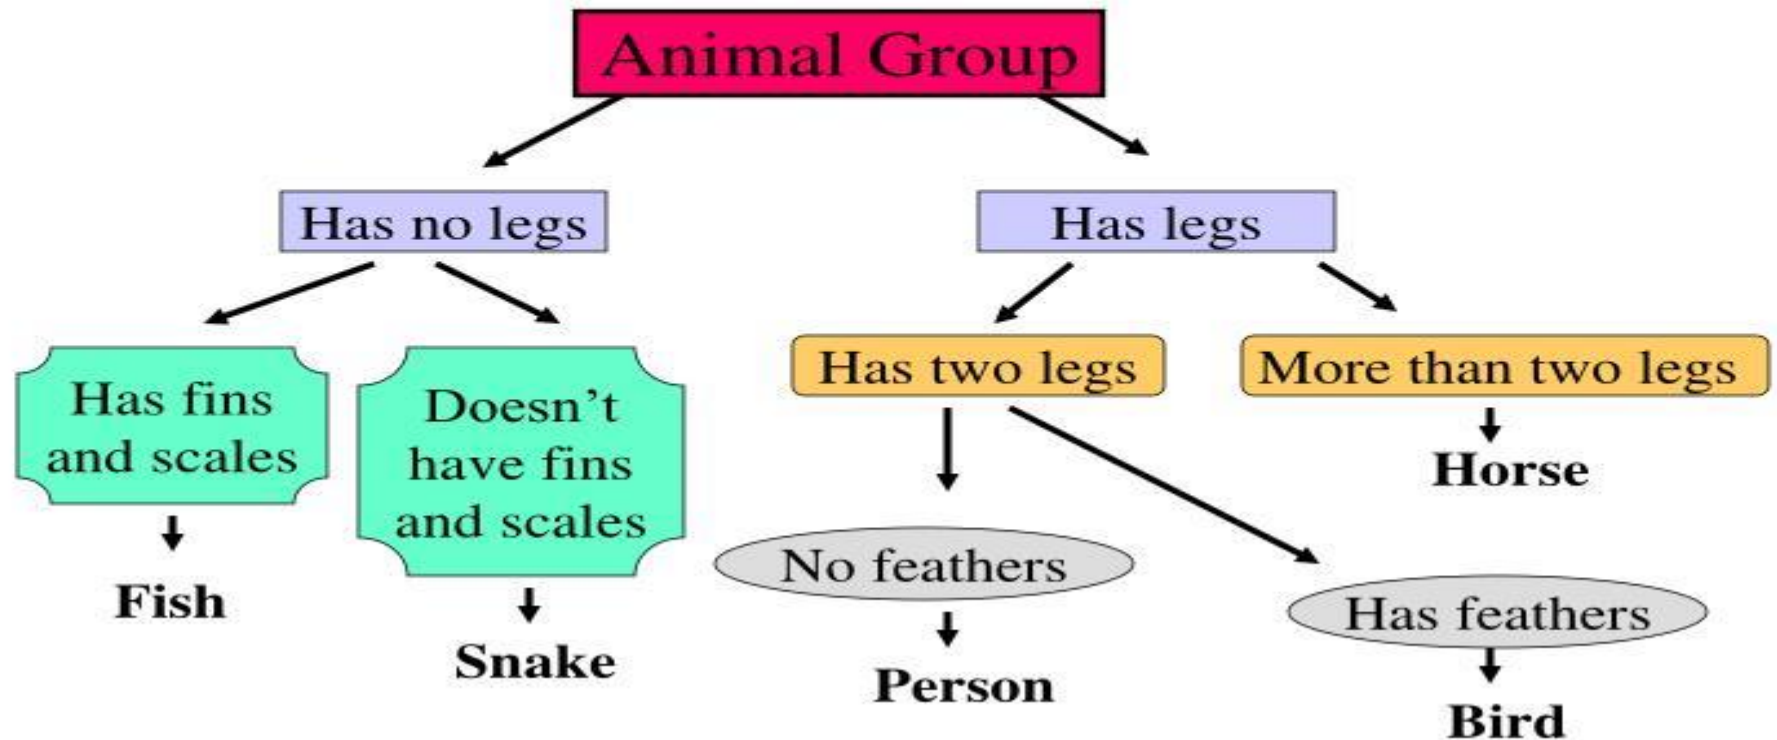 Animal Group
Has no legs
Has legs
Has fins
and scales
Doesn't
have fins
and scales
Has two legs
More than two legs
Horse
No feathers
Has feathers
Fish
Snake
Person
Bird